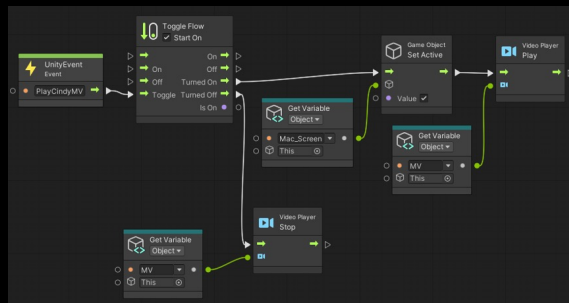 UnityEvent
Event
PlayCindyMV
Toggle Flow
Start On
On
On
Off
Off
Turned On
Toggle
Turned Off
Is On
Get Variable
Object
Mac_Screen
This
Game Object
Set Active
Value
Video Player
Play
Get Variable
Object
MV
This
Get Variable
Object
MV
This
Video Player
Stop